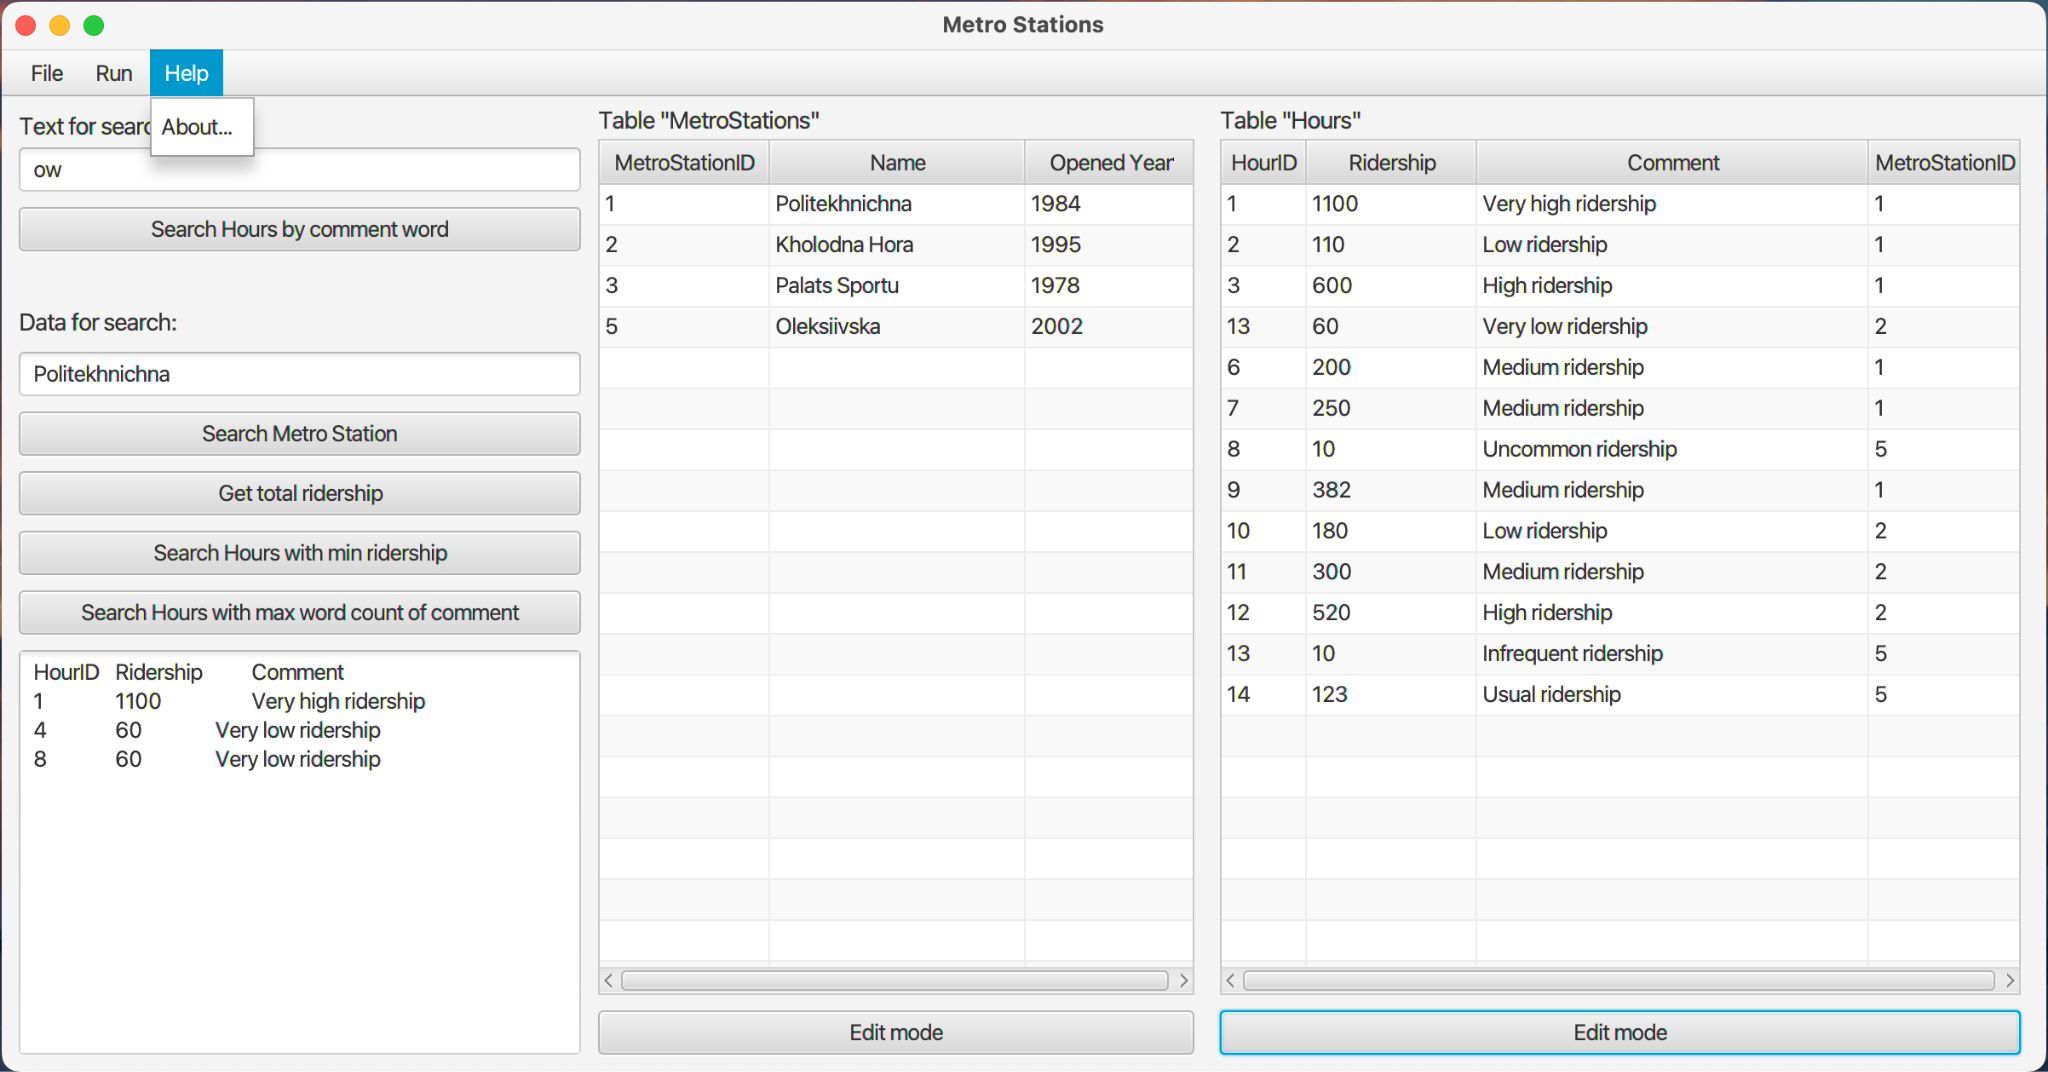 Metro Stations
File Run Help
About...
Text for searc
ow
Search Hours by comment word
Data for search:
Politekhnichna
Search Metro Station
Get total ridership
Search Hours with min ridership
Search Hours with max word count of comment
HourID Ridership Comment
1 1100 Very high ridership
4 60 Very low ridership
8 60 Very low ridership
Table "MetroStations"
MetroStationID Name Opened Year
1 Politekhnichna 1984
2 Kholodna Hora 1995
3 Palats Sportu 1978
5 Oleksiivska 2002
Edit mode
Table "Hours"
HourID Ridership Comment MetroStationID
1 1100 Very high ridership 1
2 110 Low ridership 1
3 600 High ridership 1
13 60 Very low ridership 2
6 200 Medium ridership 1
7 250 Medium ridership 1
8 10 Uncommon ridership 5
9 382 Medium ridership 1
10 180 Low ridership 2
11 300 Medium ridership 2
12 520 High ridership 2
13 10 Infrequent ridership 5
14 123 Usual ridership 5
Edit mode